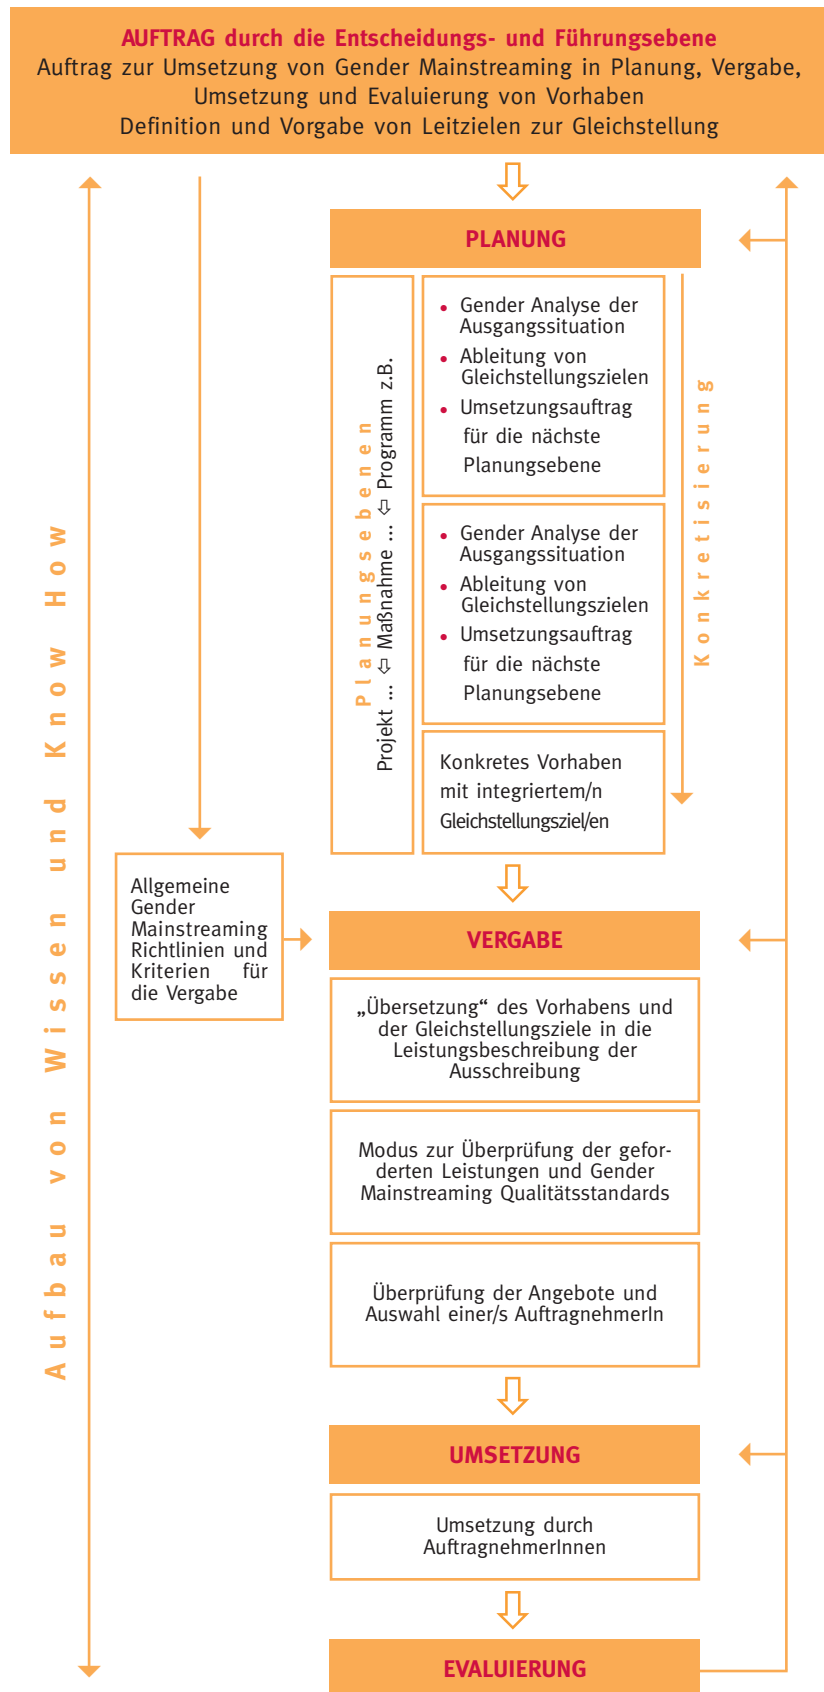 AUFTRAG durch die Entscheidungs- und Führungsebene
Auftrag zur Umsetzung von Gender Mainstreaming in Planung, Vergabe,
Umsetzung und Evaluierung von Vorhaben
Definition und Vorgabe von Leitzielen zur Gleichstellung
Aufbau von Wissen und Know How
PLANUNG
Planungsebenen
Projekt ... ⇦ Maßnahme ... ⇦ Programm z.B.
• Gender Analyse der
Ausgangssituation
• Ableitung von
Gleichstellungszielen
• Umsetzungsauftrag
für die nächste
Planungsebene
• Gender Analyse der
Ausgangssituation
• Ableitung von
Gleichstellungszielen
• Umsetzungsauftrag
für die nächste
Planungsebene
Konkretes Vorhaben
mit integriertem/n
Gleichstellungsziel/en
Konkretisierung
Allgemeine
Gender
Mainstreaming
Richtlinien und
Kriterien für
die Vergabe
VERGABE
„Übersetzung“ des Vorhabens und
der Gleichstellungsziele in die
Leistungsbeschreibung der
Ausschreibung
Modus zur Überprüfung der gefor-
derten Leistungen und Gender
Mainstreaming Qualitätsstandards
Überprüfung der Angebote und
Auswahl einer/s AuftragnehmerIn
UMSETZUNG
Umsetzung durch
AuftragnehmerInnen
EVALUIERUNG